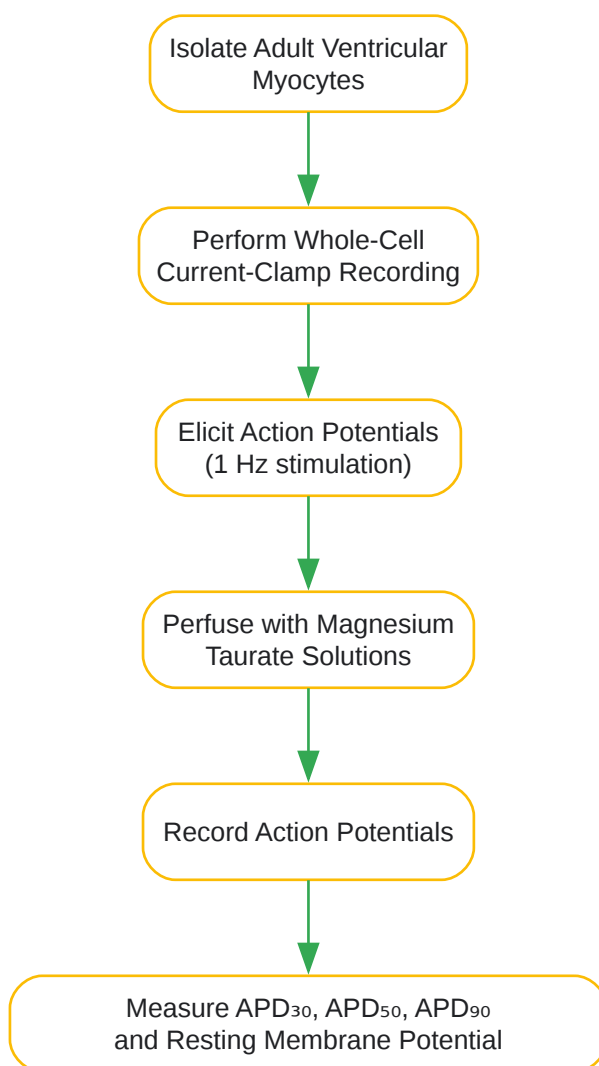 Isolate Adult Ventricular
Myocytes
Perform Whole-Cell
Current-Clamp Recording
Elicit Action Potentials
(1 Hz stimulation)
Perfuse with Magnesium
Taurate Solutions
Record Action Potentials
Measure APD₃₀, APD₅₀, APD₉₀
and Resting Membrane Potential